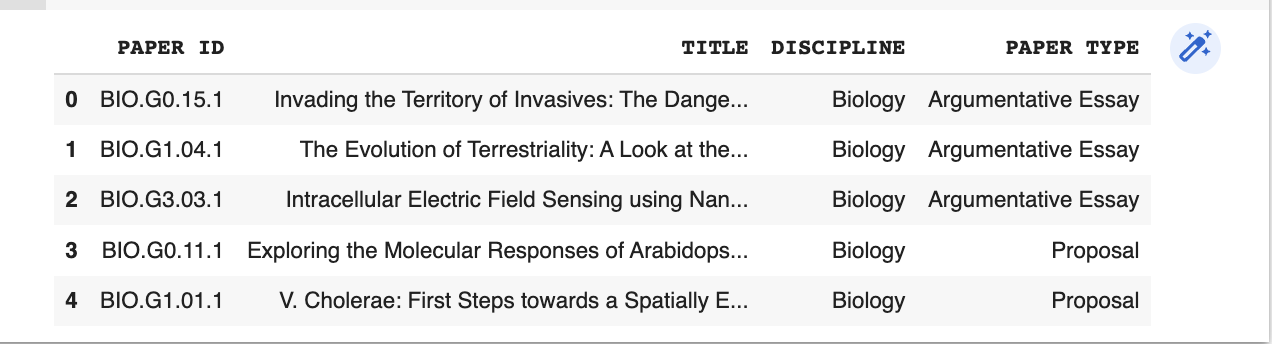 PAPER ID TITLE DISCIPLINE PAPER TYPE
0 BIO.G0.15.1 Invading the Territory of Invasives: The Dange... Biology Argumentative Essay
1 BIO.G1.04.1 The Evolution of Terrestriality: A Look at the... Biology Argumentative Essay
2 BIO.G3.03.1 Intracellular Electric Field Sensing using Nan... Biology Argumentative Essay
3 BIO.G0.11.1 Exploring the Molecular Responses of Arabidops... Biology Proposal
4 BIO.G1.01.1 V. Cholerae: First Steps towards a Spatially E... Biology Proposal